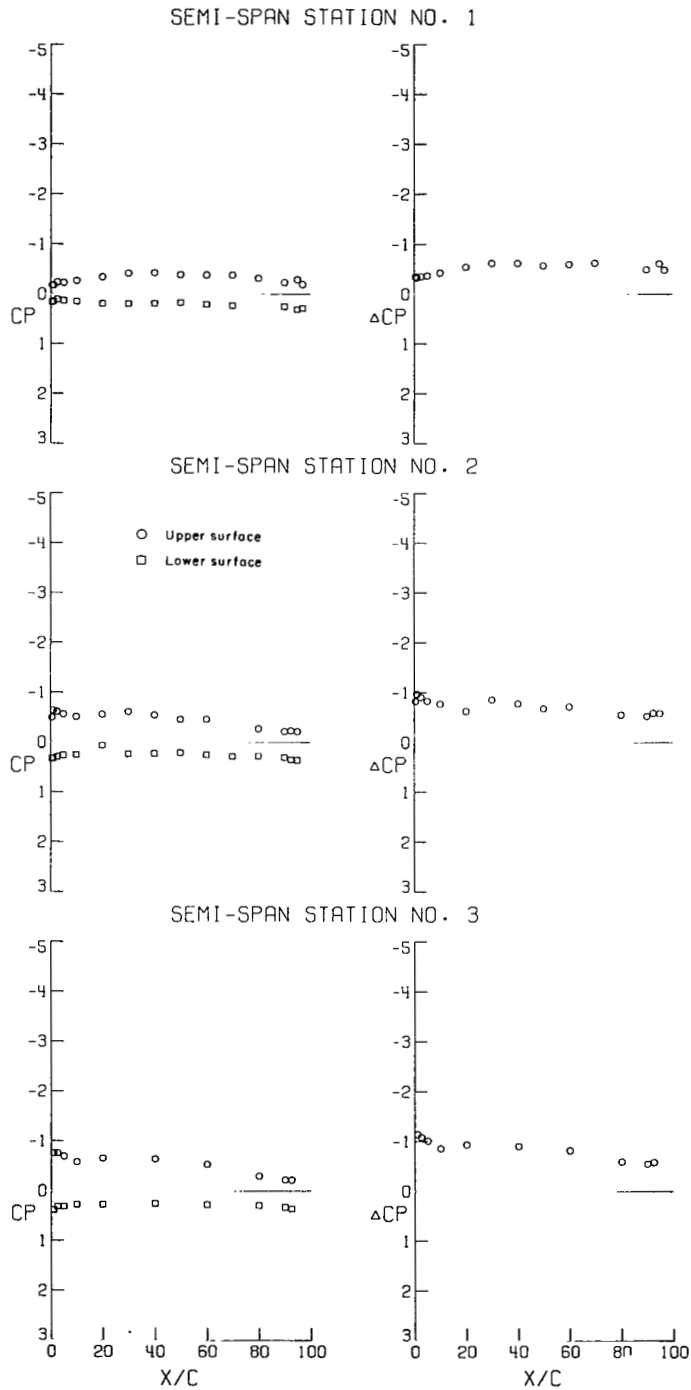 SEMI-SPAN STATION NO. 1
-5 -5
-4 -4
-3 -3
-2 -2
-1 -1
0 0
CP ΔCP
1 1
2 2
3 3
SEMI-SPAN STATION NO. 2
-5 -5
○ Upper surface
-4 -4
□ Lower surface
-3 -3
-2 -2
-1 -1
0 0
CP ΔCP
1 1
2 2
3 3
SEMI-SPAN STATION NO. 3
-5 -5
-4 -4
-3 -3
-2 -2
-1 -1
0 0
CP ΔCP
1 1
2 2
3 3
0 20 40 60 80 100 0 20 40 60 80 100
X/C X/C